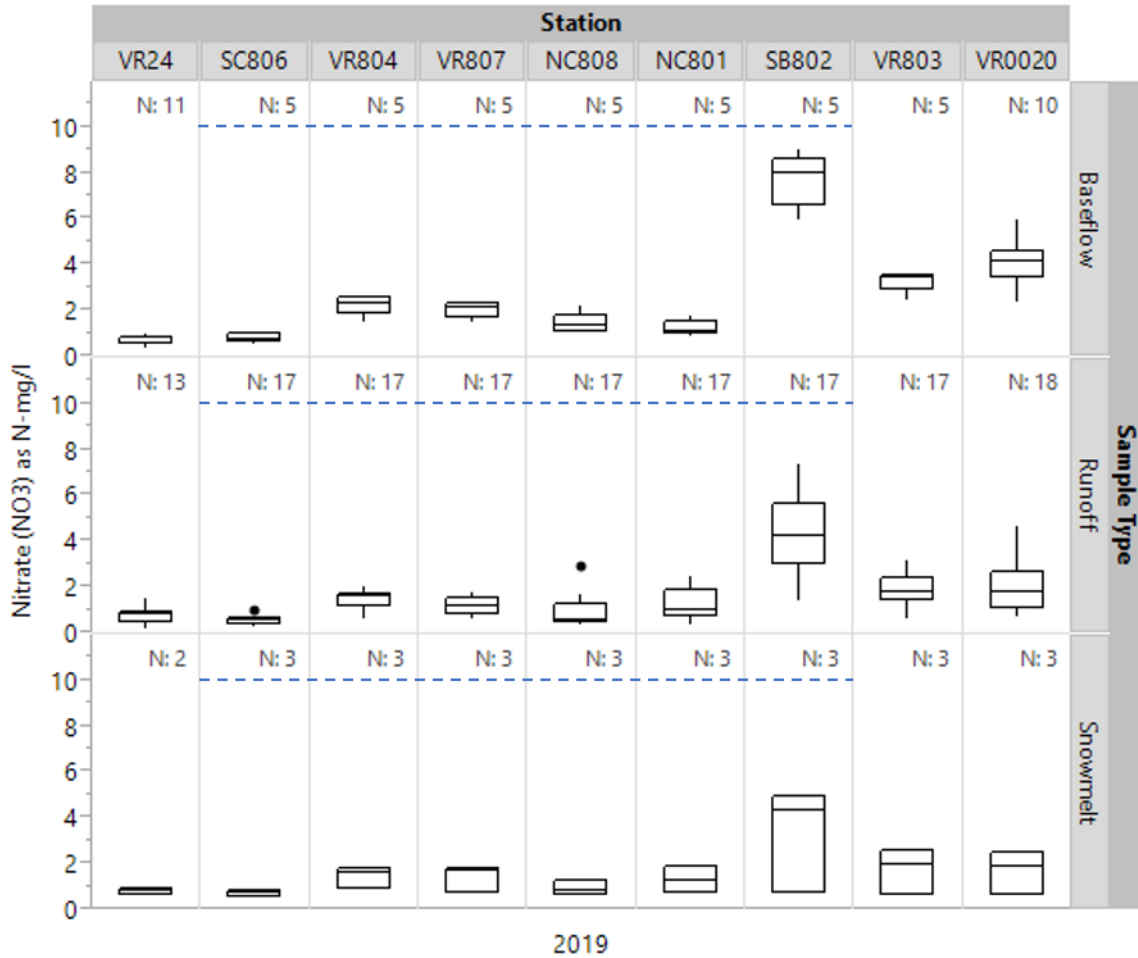 Station
VR24 SC806 VR804 VR807 NC808 NC801 SB802 VR803 VR0020
N: 11 N: 5 N: 5 N: 5 N: 5 N: 5 N: 5 N: 5 N: 10
10
8
6
4
2
0
Baseflow
N: 13 N: 17 N: 17 N: 17 N: 17 N: 17 N: 17 N: 17 N: 18
10
8
6
4
2
0
Runoff
N: 2 N: 3 N: 3 N: 3 N: 3 N: 3 N: 3 N: 3 N: 3
10
8
6
4
2
0
Snowmelt
Nitrate (NO3) as N-mg/l
Sample Type
2019